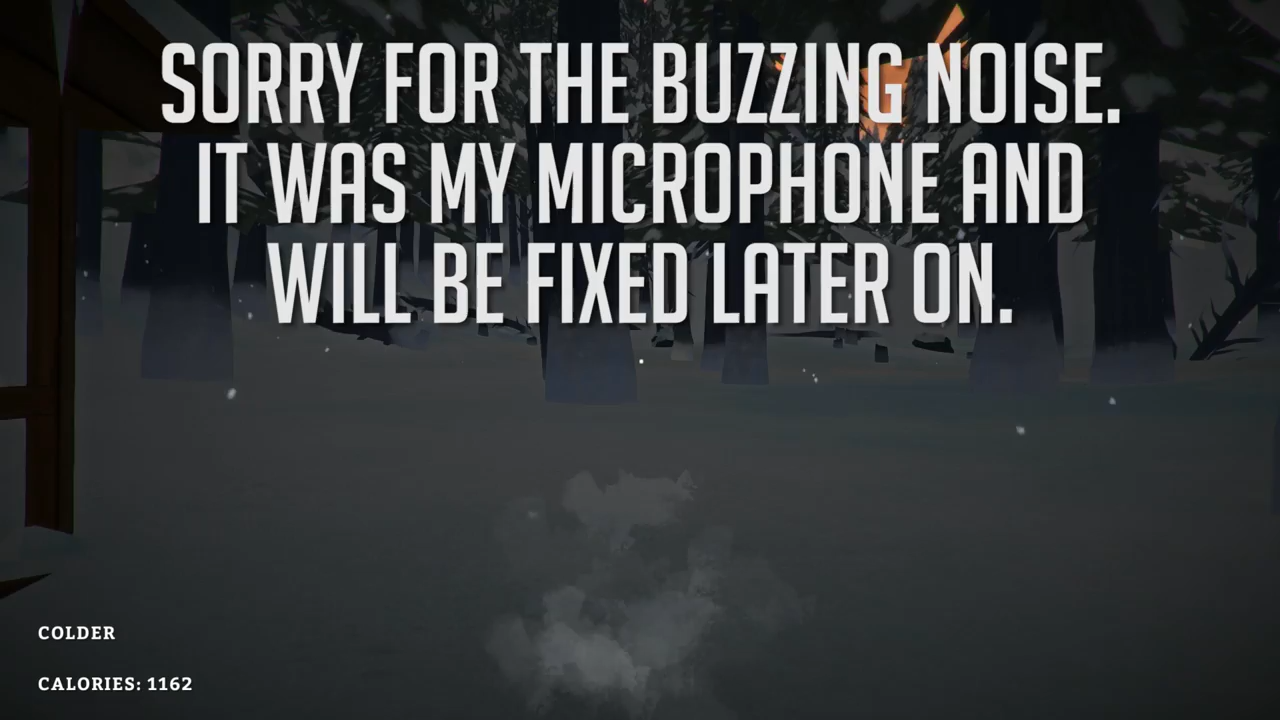 SORRY FOR THE BUZZING NOISE.
IT WAS MY MICROPHONE AND
WILL BE FIXED LATER ON.
COLDER
CALORIES: 1162